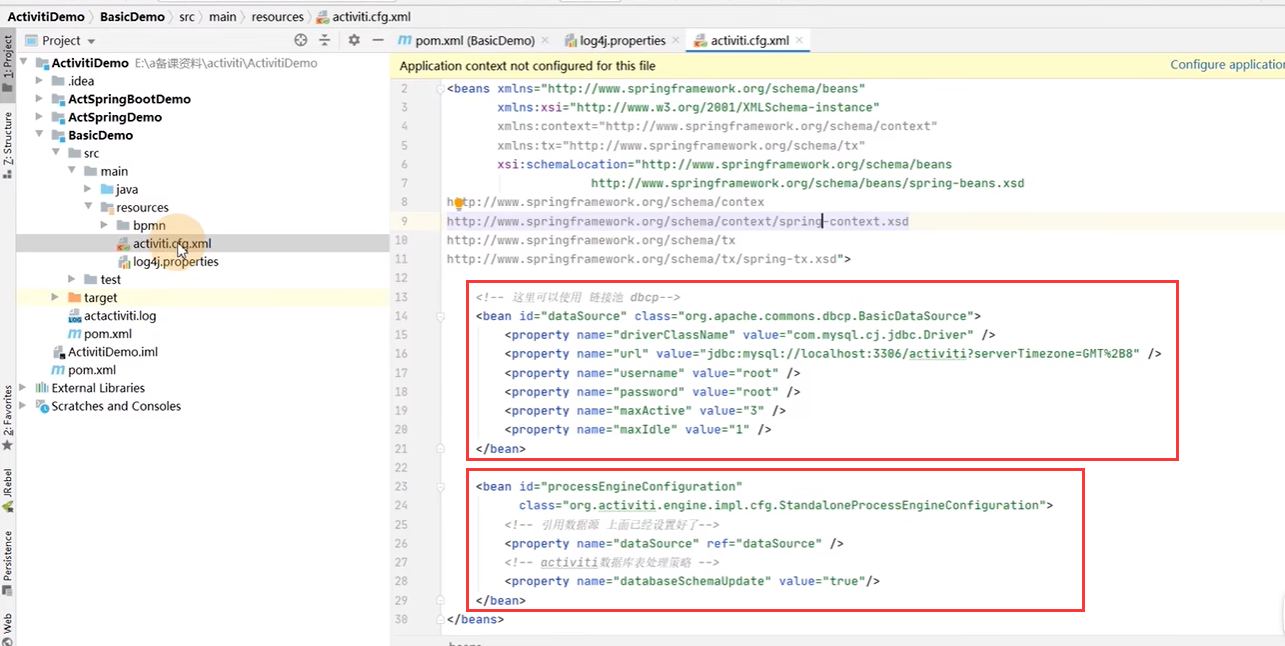 ActivitiDemo BasicDemo src main resources activiti.cfg.xml
Project
pom.xml (BasicDemo)
log4j.properties
activiti.cfg.xml
1: Project
Z: Structure
2: Favorites
JRebel
Persistence
Web
ActivitiDemo E:\a备课资料\activiti\ActivitiDemo
.idea
ActSpringBootDemo
ActSpringDemo
BasicDemo
src
main
java
resources
bpmn
activiti.cfg.xml
log4j.properties
test
target
actactiviti.log
pom.xml
ActivitiDemo.iml
pom.xml
External Libraries
Scratches and Consoles
Application context not configured for this file
Configure application
2 <beans xmlns="http://www.springframework.org/schema/beans"
3 xmlns:xsi="http://www.w3.org/2001/XMLSchema-instance"
4 xmlns:context="http://www.springframework.org/schema/context"
5 xmlns:tx="http://www.springframework.org/schema/tx"
6 xsi:schemaLocation="http://www.springframework.org/schema/beans
7 http://www.springframework.org/schema/beans/spring-beans.xsd
8 http://www.springframework.org/schema/contex
9 http://www.springframework.org/schema/context/spring-context.xsd
10 http://www.springframework.org/schema/tx
11 http://www.springframework.org/schema/tx/spring-tx.xsd">
12
13 <!-- 这里可以使用 链接池 dbcp-->
14 <bean id="dataSource" class="org.apache.commons.dbcp.BasicDataSource">
15 <property name="driverClassName" value="com.mysql.cj.jdbc.Driver" />
16 <property name="url" value="jdbc:mysql://localhost:3306/activiti?serverTimezone=GMT%2B8" />
17 <property name="username" value="root" />
18 <property name="password" value="root" />
19 <property name="maxActive" value="3" />
20 <property name="maxIdle" value="1" />
21 </bean>
22
23 <bean id="processEngineConfiguration"
24 class="org.activiti.engine.impl.cfg.StandaloneProcessEngineConfiguration">
25 <!-- 引用数据源 上面已经设置好了-->
26 <property name="dataSource" ref="dataSource" />
27 <!-- activiti数据库表处理策略 -->
28 <property name="databaseSchemaUpdate" value="true"/>
29 </bean>
30 </beans>